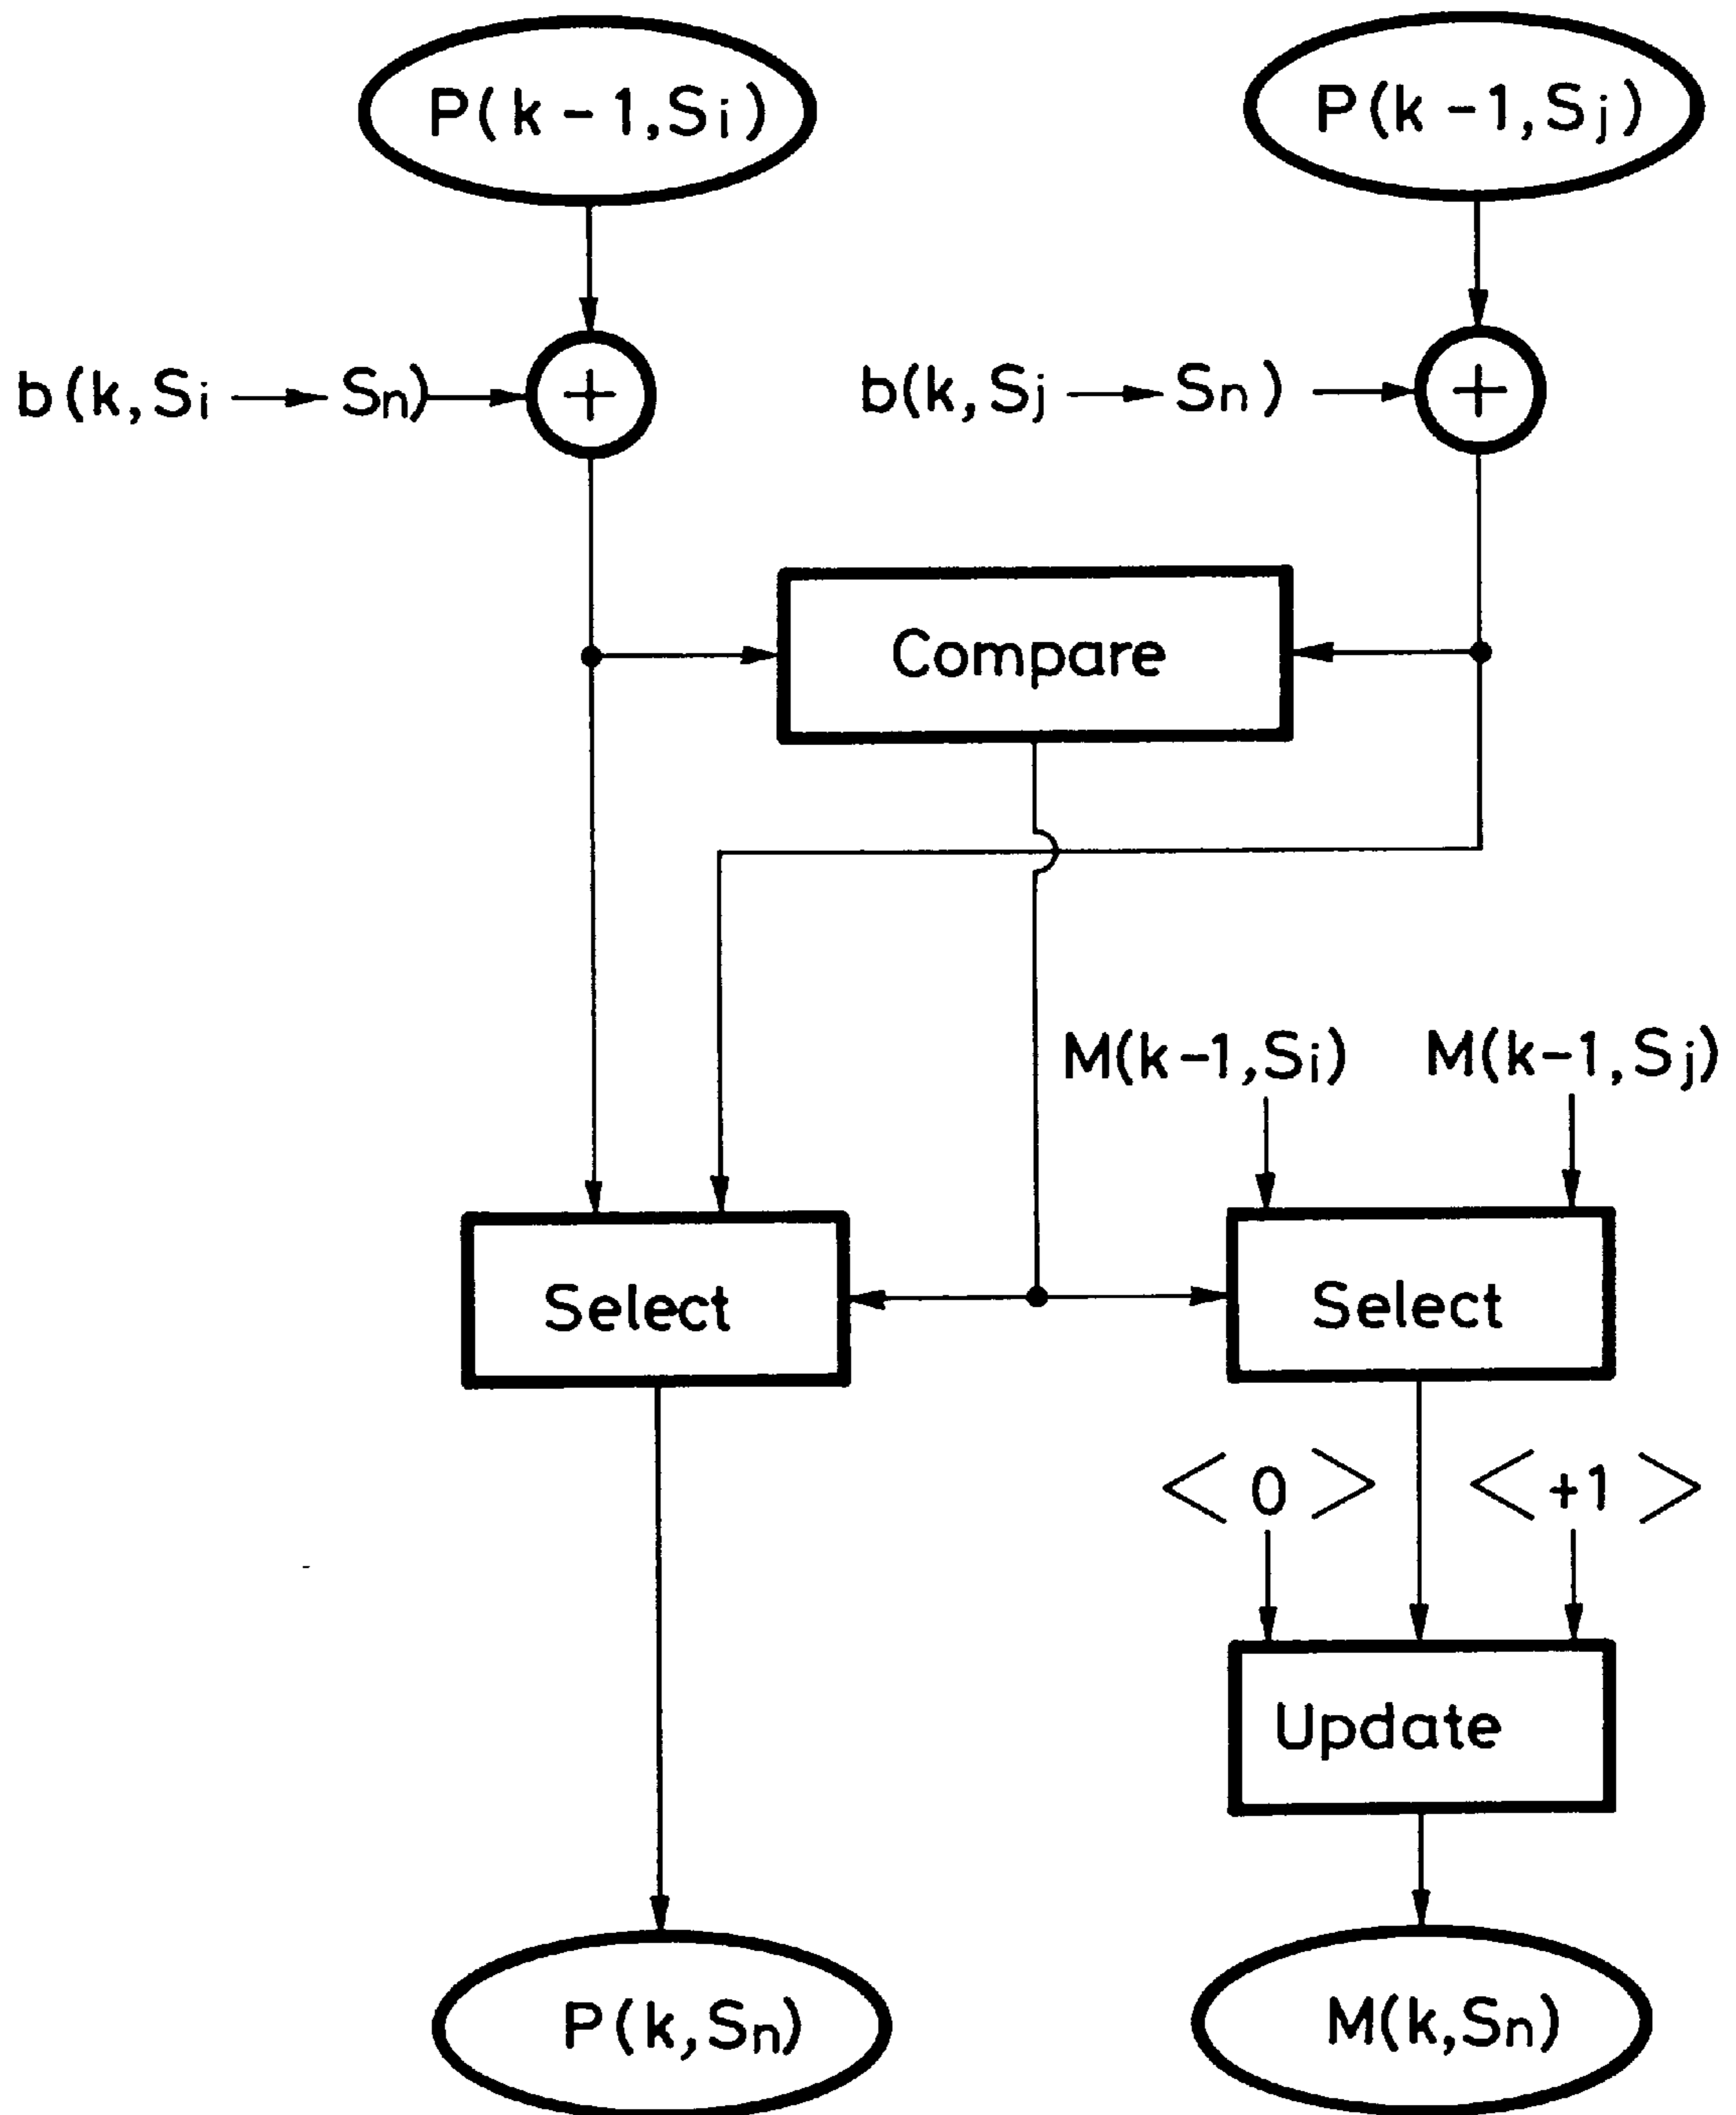 P(k-1,Si)
P(k-1,Sj)
b(k,Si → Sn)
+
b(k,Sj → Sn)
+
Compare
M(k-1,Si)
M(k-1,Sj)
Select
Select
<0>
<+1>
Update
P(k,Sn)
M(k,Sn)